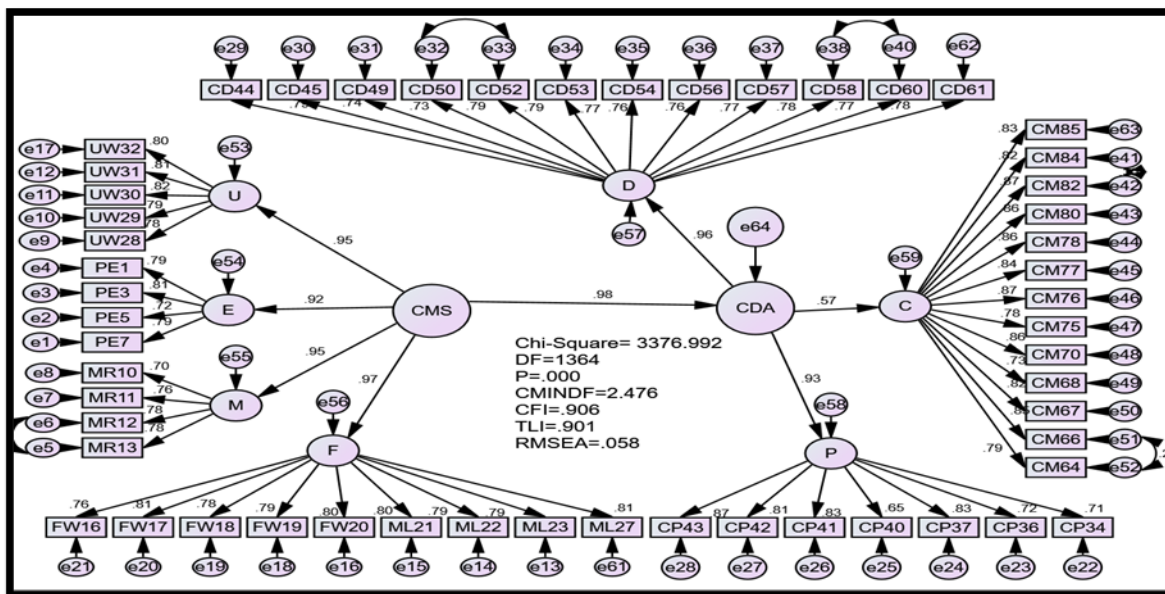 e29 e30 e31 e32 e33 e34 e35 e36 e37 e38 e40 e62
CD44 CD45 CD49 CD50 CD52 CD53 CD54 CD56 CD57 CD58 CD60 CD61
.74 .73 .79 .79 .77 .76 .76 .77 .78 .77 .78
e17 UW32 .80 e53
e12 UW31 .81
e11 UW30 .82 U
e10 UW29 .79
e9 UW28 .78
D
e57
.95 .96
e64
e4 PE1 .79 e54
e3 PE3 .81
e2 PE5 .72 E
e1 PE7 .79
.92 CMS .98 CDA .57 C
e59
.83 CM85 e63
.82 CM84 e41
.87 CM82 e42
.86 CM80 e43
.86 CM78 e44
.84 CM77 e45
.87 CM76 e46
.78 CM75 e47
.86 CM70 e48
.73 CM68 e49
CM67 e50
CM66 e51
.79 CM64 e52
e8 MR10 .70 e55
e7 MR11 .76
e6 MR12 .78 M
e5 MR13 .78
.95 .97 .93
Chi-Square= 3376.992
DF=1364
P=.000
CMINDF=2.476
CFI=.906
TLI=.901
RMSEA=.058
e56 e58
F P
.76 .81 .78 .79 .80 .80 .79 .79 .81
FW16 FW17 FW18 FW19 FW20 ML21 ML22 ML23 ML27
e21 e20 e19 e18 e16 e15 e14 e13 e61
.87 .81 .83 .65 .83 .72 .71
CP43 CP42 CP41 CP40 CP37 CP36 CP34
e28 e27 e26 e25 e24 e23 e22